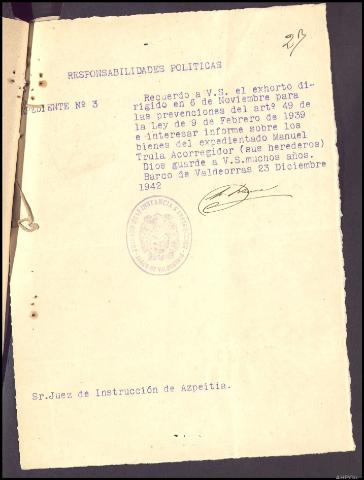 23
RESPONSABILIDADES POLITICAS
PEDIENTE Nº 3
Recuerdo a V.S. el exhorto di-
rigido en 6 de Noviembre para
las prevenciones del artº 49 de
la Ley de 9 de Febrero de 1939
e interesar informe sobre los
bienes del expedientado Manuel
Trula Acorregidor (sus herederos)
Dios guarde a V.S.muchos años.
Barco de Valdeorras 23 Diciembre
1942
Sr.Juez de Instrucción de Azpeitia.